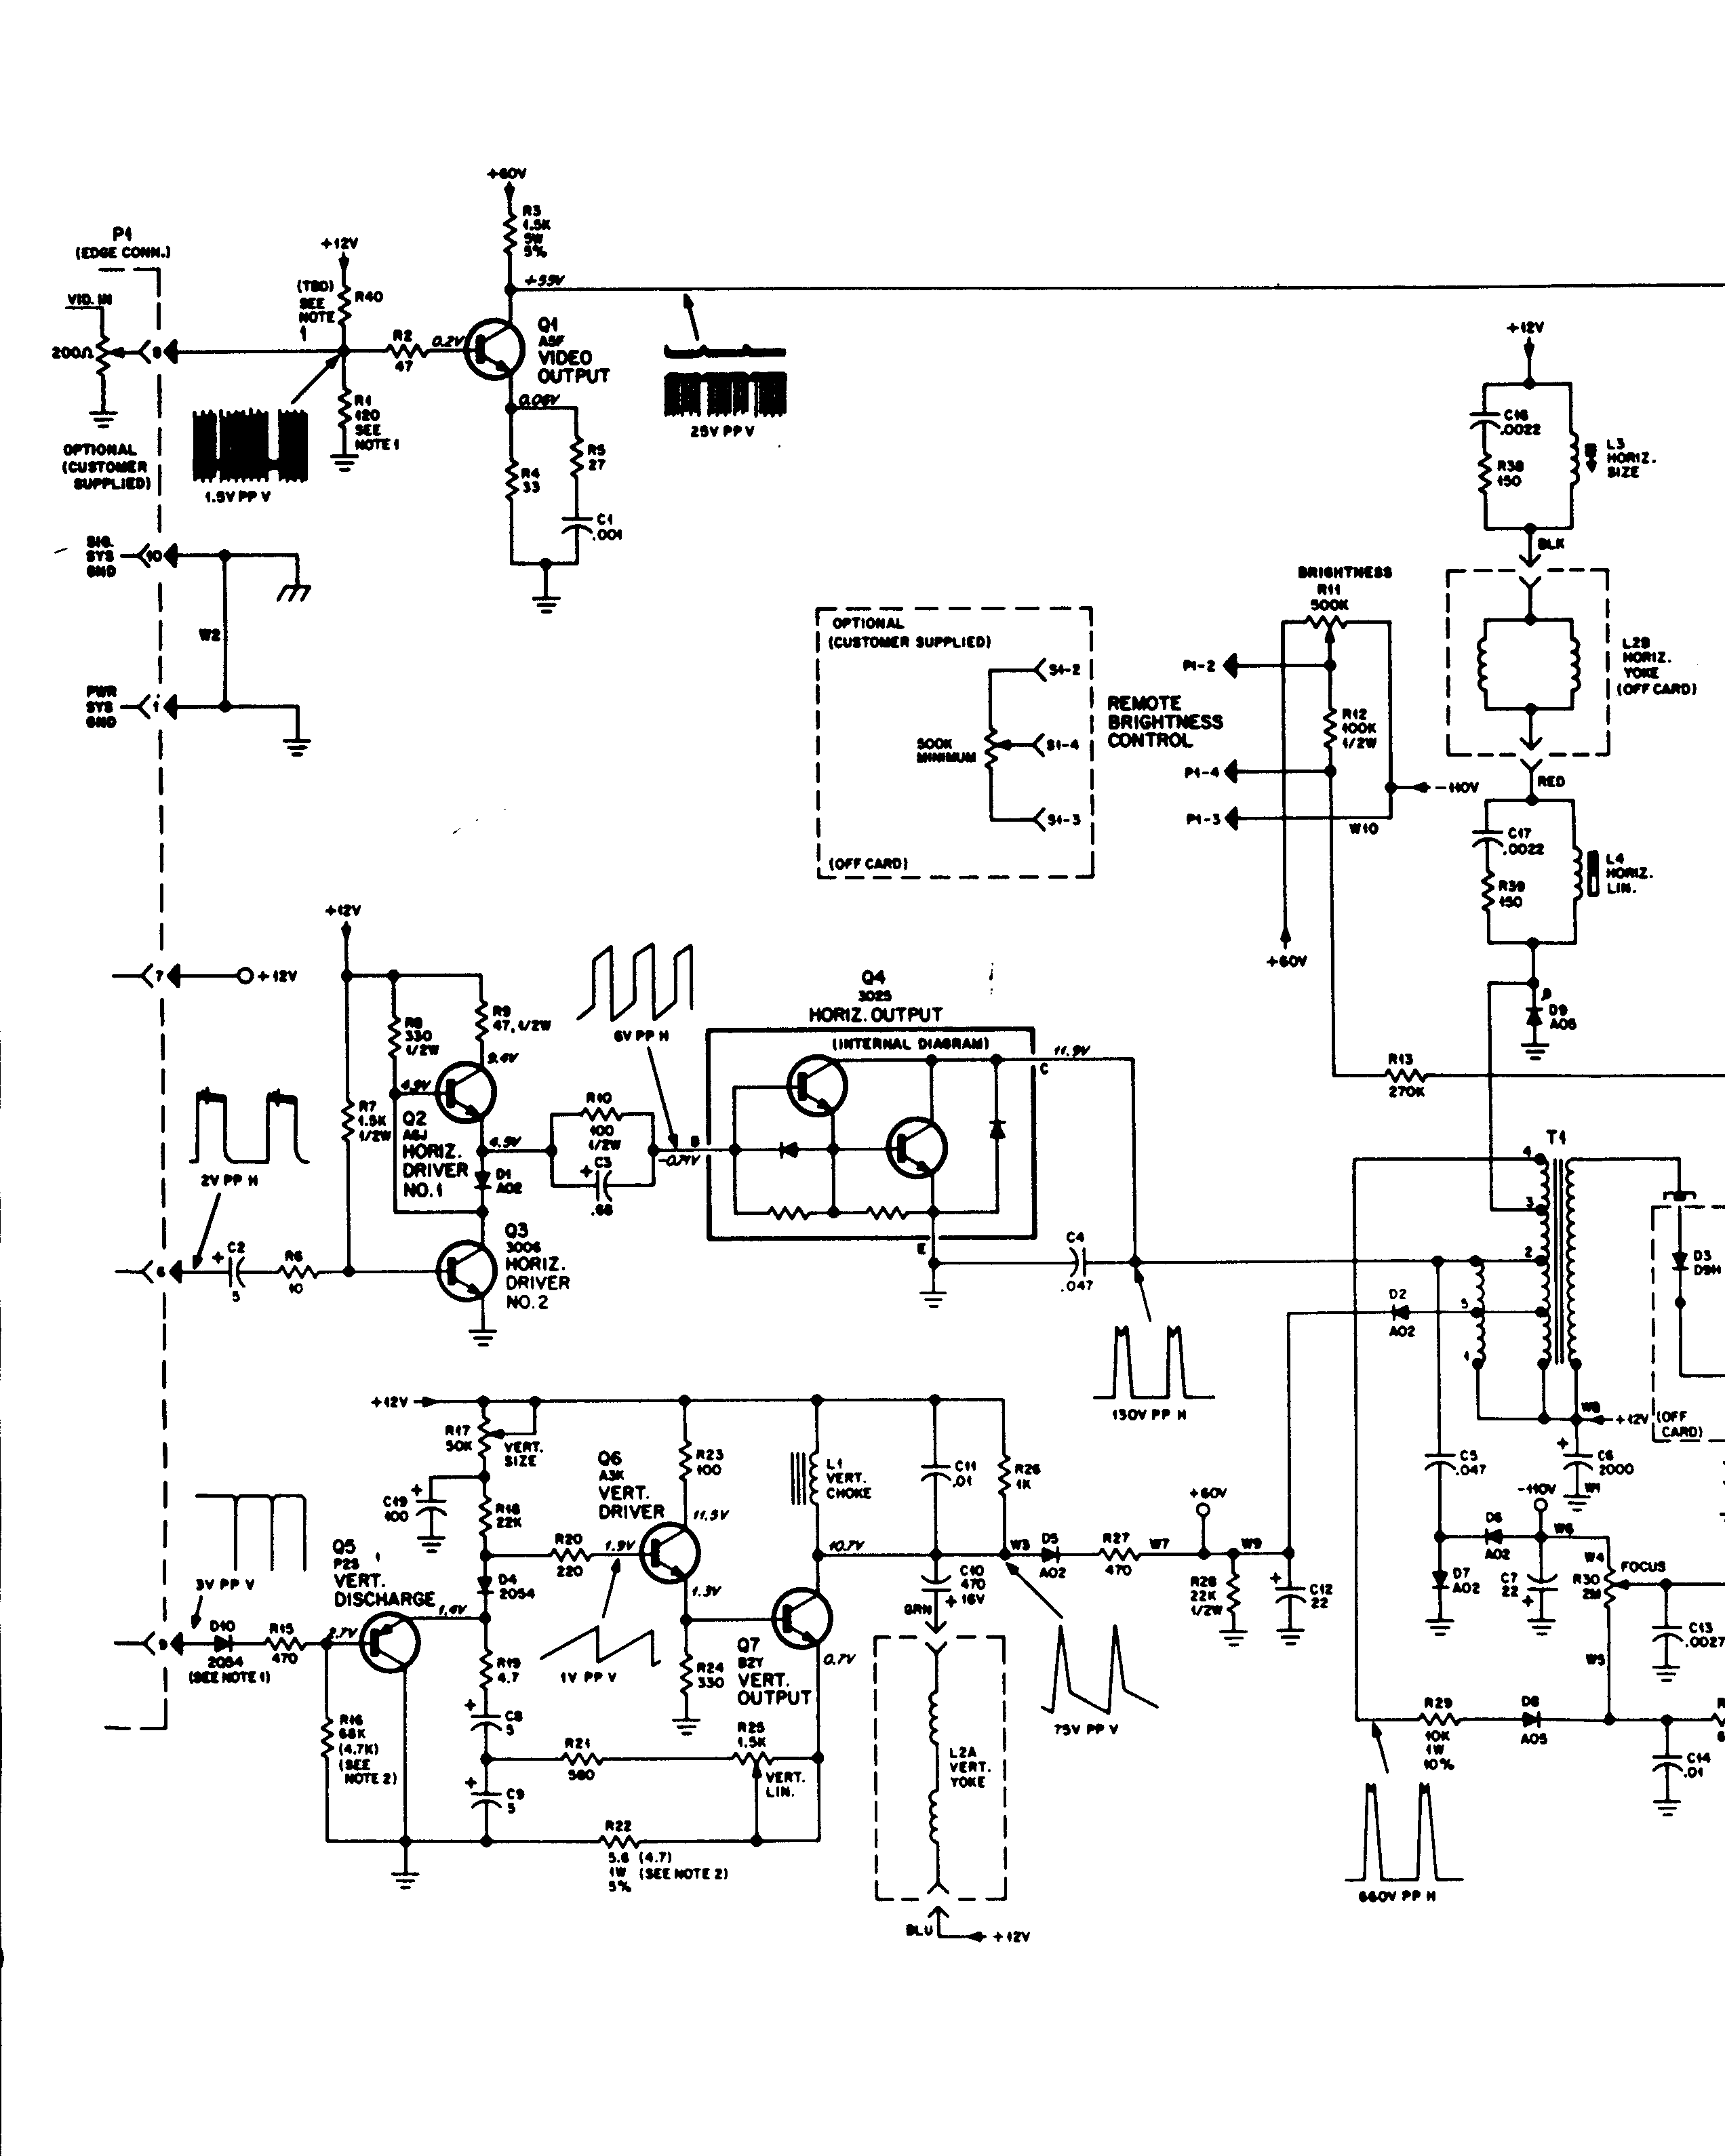 +60V
R3
1.5K
5W
5%
P1
(EDGE CONN.)
+12V
+55V
VID. IN
(TBD)
SEE
NOTE
1
R40
200Ω
8
R2
47
0.2V
Q1
A5F
VIDEO
OUTPUT
0.06V
R1
120
SEE
NOTE 1
R5
27
R4
33
C1
.001
25V PP V
OPTIONAL
(CUSTOMER
SUPPLIED)
1.5V PP V
SIG.
SYS
GND
10
W2
PWR
SYS
GND
1
+12V
C16
.0022
R38
150
L3
HORIZ.
SIZE
BLK
L2B
HORIZ.
YOKE
(OFF CARD)
RED
C17
.0022
R39
150
L4
HORIZ.
LIN.
D9
A05
OPTIONAL
(CUSTOMER SUPPLIED)
S1-2
500K
MINIMUM
S1-4
S1-3
(OFF CARD)
BRIGHTNESS
R11
500K
P1-2
REMOTE
BRIGHTNESS
CONTROL
R12
100K
1/2W
P1-4
-110V
P1-3
W10
+60V
R13
270K
+12V
7
+12V
R8
330
1/2W
R9
47, 1/2W
9.4V
4.9V
R7
1.5K
1/2W
Q2
A6J
HORIZ.
DRIVER
NO. 1
4.5V
D1
A02
2V PP H
6
C2
5
R6
10
Q3
3006
HORIZ.
DRIVER
NO. 2
6V PP H
R10
100
1/2W
C3
.68
B
-0.74V
Q4
3025
HORIZ. OUTPUT
(INTERNAL DIAGRAM)
11.9V
C
E
C4
.047
130V PP H
T1
4
3
2
5
1
D2
A02
D3
D9H
W8
+12V
(OFF
CARD)
C5
.047
C6
2000
W1
-110V
D6
A02
W6
D7
A02
C7
22
W4
R30
2M
FOCUS
C13
.0027
W5
R29
10K
1W
10%
D8
A05
C14
.01
660V PP H
+12V
R17
50K
VERT.
SIZE
C19
100
R18
22K
Q6
A3K
VERT.
DRIVER
R23
100
11.5V
R20
220
1.9V
1.3V
L1
VERT.
CHOKE
C11
.01
R26
1K
10.7V
W3
D5
A02
R27
470
W7
+60V
W9
R28
22K
1/2W
C12
22
3V PP V
Q5
P2S
VERT.
DISCHARGE
D4
2054
1.4V
9
D10
2054
(SEE NOTE 1)
R15
470
2.7V
R16
68K
(4.7K)
(SEE
NOTE 2)
R19
4.7
C8
5
C9
5
R21
560
1V PP V
R24
330
Q7
B2Y
VERT.
OUTPUT
0.7V
R25
1.5K
VERT.
LIN.
R22
5.6 (4.7)
1W (SEE NOTE 2)
5%
C10
470
16V
GRN
L2A
VERT.
YOKE
BLU
+12V
75V PP V